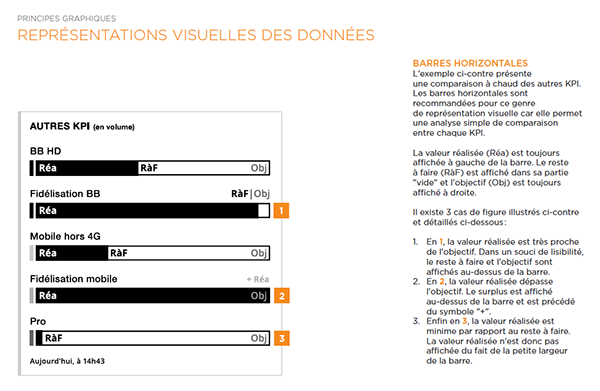 PRINCIPES GRAPHIQUES
REPRÉSENTATIONS VISUELLES DES DONNÉES
AUTRES KPI (en volume)
BB HD
Réa RàF Obj
Fidélisation BB RàF|Obj
Réa 1
Mobile hors 4G
Réa RàF Obj
Fidélisation mobile + Réa
Réa Obj 2
Pro
RàF Obj 3
Aujourd'hui, à 14h43
BARRES HORIZONTALES
L'exemple ci-contre présente
une comparaison à chaud des autres KPI.
Les barres horizontales sont
recommandées pour ce genre
de représentation visuelle car elle permet
une analyse simple de comparaison
entre chaque KPI.
La valeur réalisée (Réa) est toujours
affichée à gauche de la barre. Le reste
à faire (RàF) est affiché dans sa partie
"vide" et l'objectif (Obj) est toujours
affiché à droite.
Il existe 3 cas de figure illustrés ci-contre
et détaillés ci-dessous :
1. En 1, la valeur réalisée est très proche
de l'objectif. Dans un souci de lisibilité,
le reste à faire et l'objectif sont
affichés au-dessus de la barre.
2. En 2, la valeur réalisée dépasse
l'objectif. Le surplus est affiché
au-dessus de la barre et est précédé
du symbole "+".
3. Enfin en 3, la valeur réalisé est
minime par rapport au reste à faire.
La valeur réalisée n'est donc pas
affichée du fait de la petite largeur
de la barre.